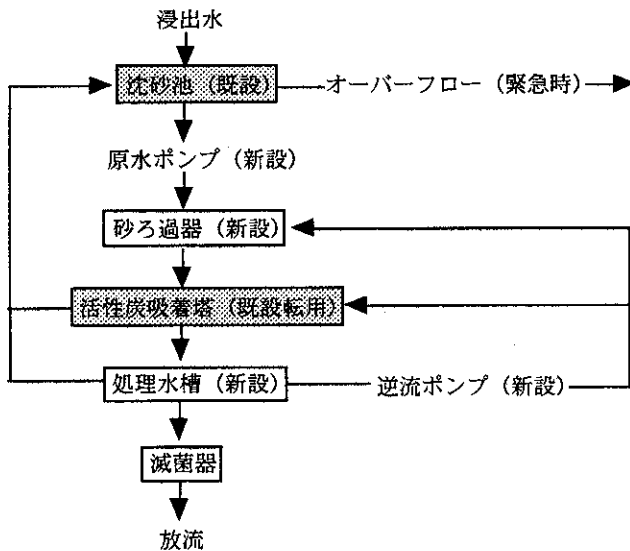 浸出水
沈砂池（既設）
オーバーフロー（緊急時）
原水ポンプ（新設）
砂ろ過器（新設）
活性炭吸着塔（既設転用）
処理水槽（新設）
逆流ポンプ（新設）
滅菌器
放流